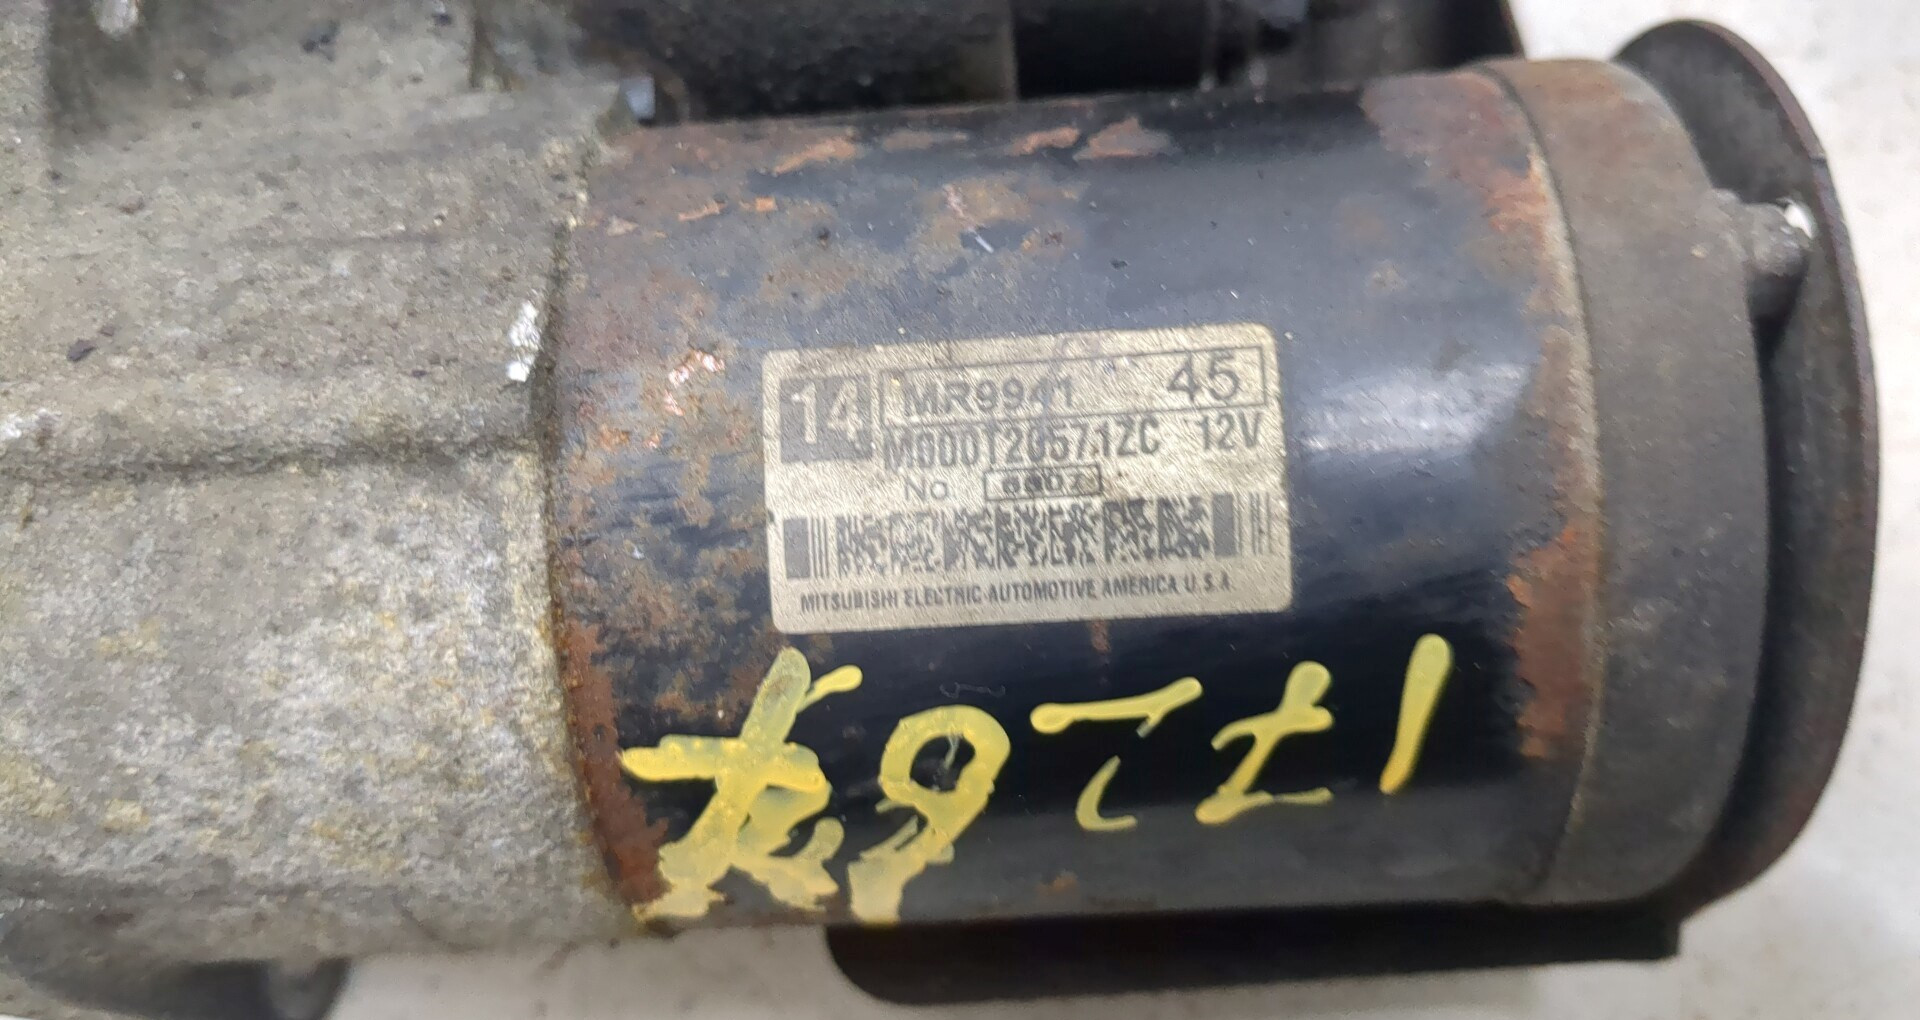 14 MR9941 45
M000T20571ZC 12V
No.
MITSUBISHI ELECTRIC AUTOMOTIVE AMERICA U.S.A.